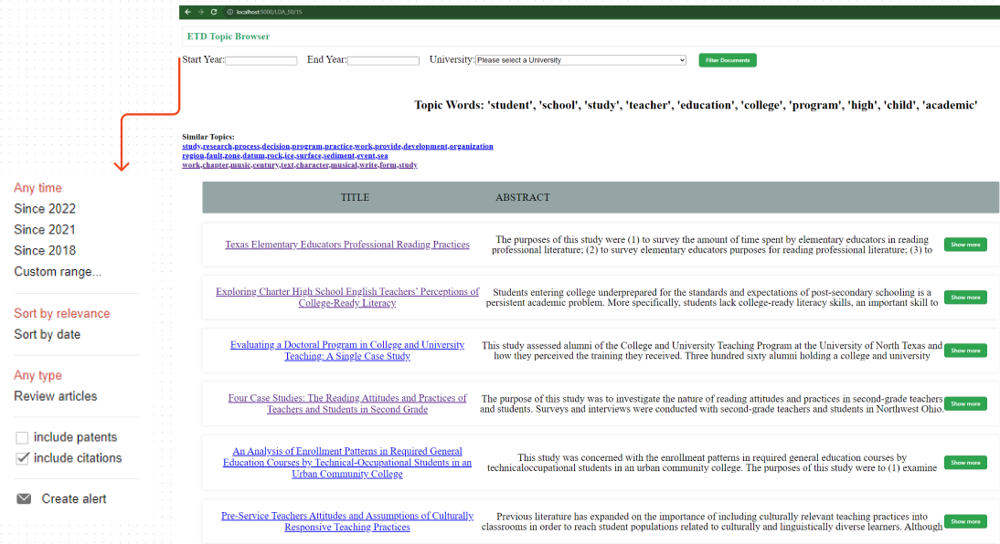 localhost:5000/LDA_50/15
ETD Topic Browser
Start Year: End Year: University: Please select a University Filter Documents
Topic Words: 'student', 'school', 'study', 'teacher', 'education', 'college', 'program', 'high', 'child', 'academic'
Similar Topics:
study,research,process,decision,program,practice,work,provide,development,organization
region,fault,zone,datum,rock,ice,surface,sediment,event,sea
work,chapter,music,century,text,character,musical,write,form,study
Any time
Since 2022
Since 2021
Since 2018
Custom range...
Sort by relevance
Sort by date
Any type
Review articles
include patents
include citations
Create alert
TITLE ABSTRACT
Texas Elementary Educators Professional Reading Practices
The purposes of this study were (1) to survey the amount of time spent by elementary educators in reading
professional literature; (2) to survey elementary educators purposes for reading professional literature; (3) to
Show more
Exploring Charter High School English Teachers' Perceptions of
College-Ready Literacy
Students entering college underprepared for the standards and expectations of post-secondary schooling is a
persistent academic problem. More specifically, students lack college-ready literacy skills, an important skill to
Show more
Evaluating a Doctoral Program in College and University
Teaching: A Single Case Study
This study assessed alumni of the College and University Teaching Program at the University of North Texas and
how they perceived the training they received. Three hundred sixty alumni holding a college and university
Show more
Four Case Studies: The Reading Attitudes and Practices of
Teachers and Students in Second Grade
The purpose of this study was to investigate the nature of reading attitudes and practices in second-grade teachers
and students. Surveys and interviews were conducted with second-grade teachers and students in Northwest Ohio.
Show more
An Analysis of Enrollment Patterns in Required General
Education Courses by Technical-Occupational Students in an
Urban Community College
This study was concerned with the enrollment patterns in required general education courses by
technicaloccupational students in an urban community college. The purposes of this study were to (1) examine
Show more
Pre-Service Teachers Attitudes and Assumptions of Culturally
Responsive Teaching Practices
Previous literature has expanded on the importance of including culturally relevant teaching practices into
classrooms in order to reach student populations related to culturally and linguistically diverse learners. Although
Show more